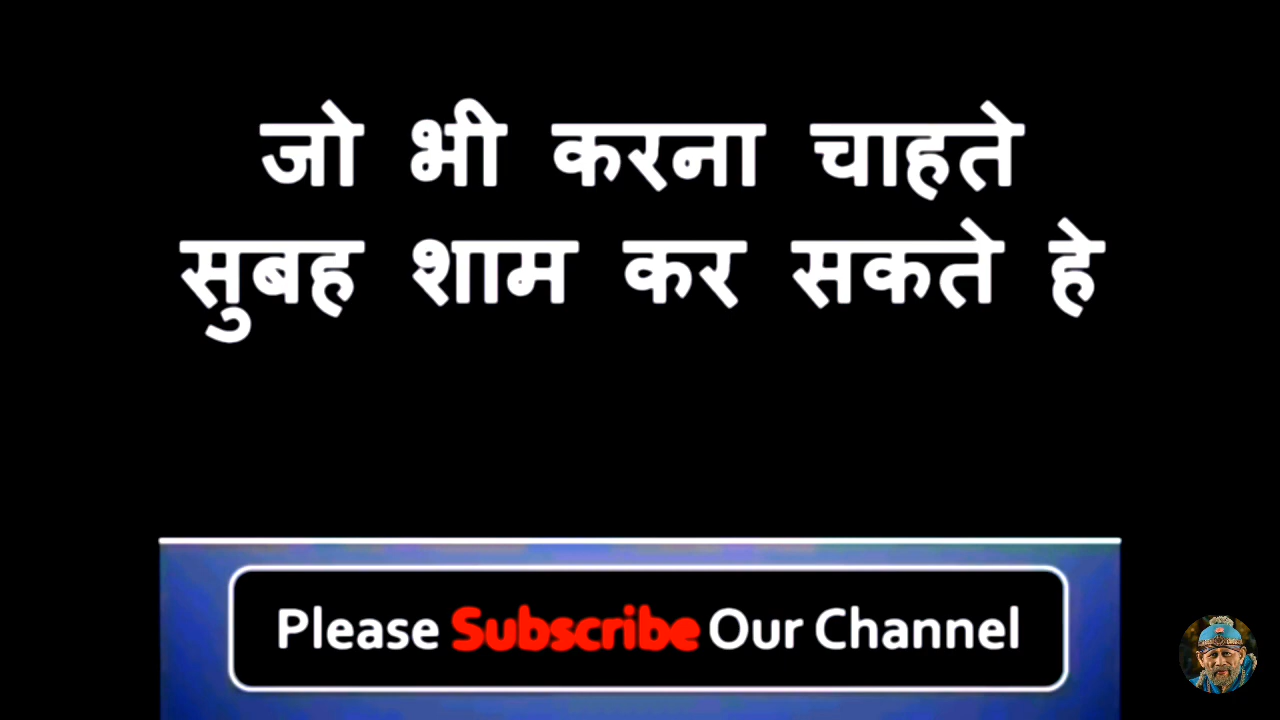 जो भी करना चाहते
सुबह शाम कर सकते हे
Please Subscribe Our Channel